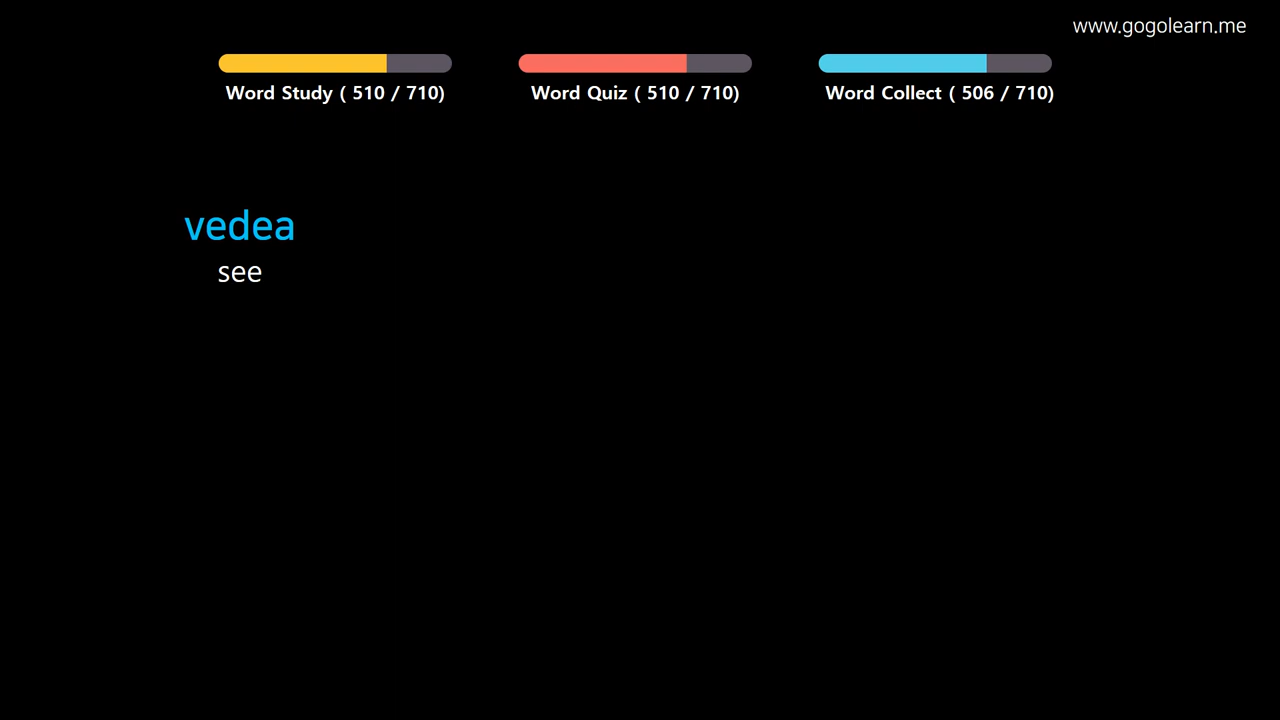 www.gogolearn.me
Word Study ( 510 / 710)
Word Quiz ( 510 / 710)
Word Collect ( 506 / 710)
vedea
see